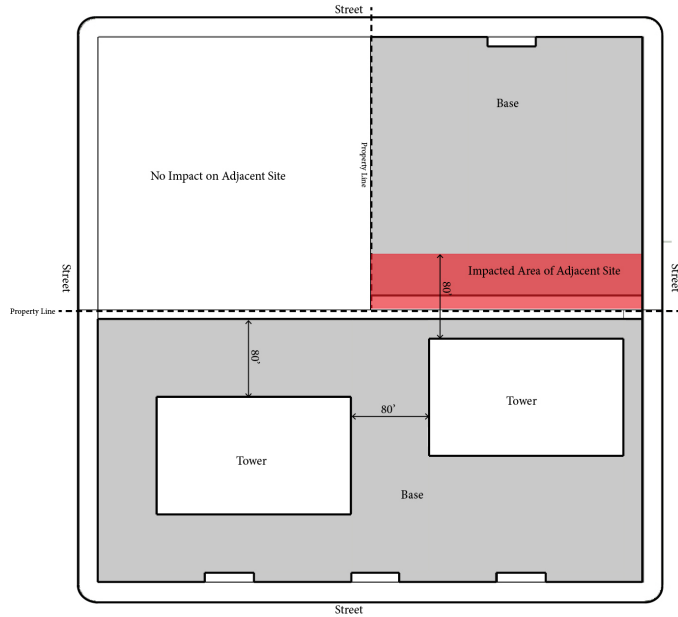 Street
Base
Property Line
No Impact on Adjacent Site
Street
Impacted Area of Adjacent Site
Street
80’
Property Line
80’
80’
Tower
Tower
Base
Street